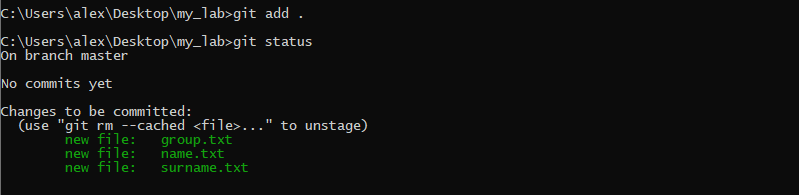 C:\Users\alex\Desktop\my_lab>git add .
C:\Users\alex\Desktop\my_lab>git status
On branch master
No commits yet
Changes to be committed:
  (use "git rm --cached <file>..." to unstage)
        new file:   group.txt
        new file:   name.txt
        new file:   surname.txt